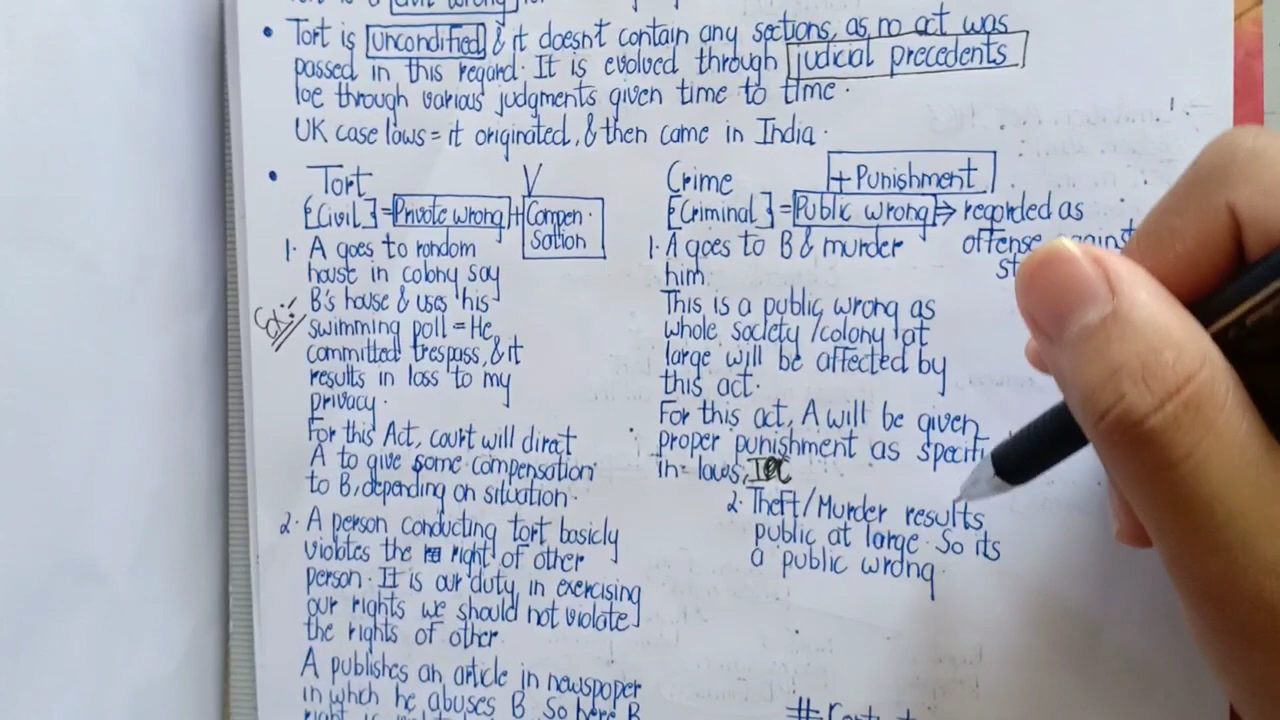 civil wrong
• Tort is uncondified & it doesn't contain any sections, as no act was
passed in this regard. It is evolved through judicial precedents
ioe through various judgments given time to time.
UK case laws = it originated, & then came in India.
• Tort V Crime + Punishment
[Civil] = Private wrong + Compen-
sation
1. A goes to random
house in colony say
B's house & uses his
swimming poll = He
committed trespass, & it
results in loss to my
privacy.
For this Act, court will direct
A to give some compensation
to B, depending on situation.
2. A person conducting tort basicly
violates the right of other
person. It is our duty, in exercising
our rights we should not violate
the rights of other.
A publishes an article in newspaper
in which he abuses B. So here B
[Criminal] = Public wrong ⇒ regarded as
offense against
1. A goes to B & murder
him.
This is a public wrong as
whole society /colony at
large will be affected by
this act.
For this act, A will be given
proper punishment as specifi
in laws,
2. Theft/Murder results
public at large. So its
a public wrong.